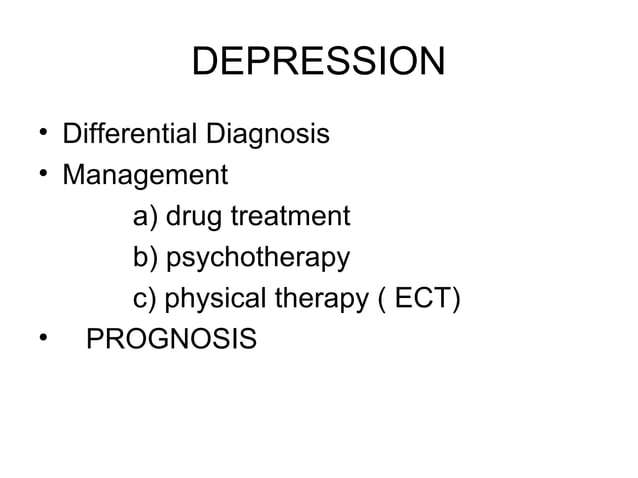 DEPRESSION
• Differential Diagnosis
• Management
a) drug treatment
b) psychotherapy
c) physical therapy ( ECT)
• PROGNOSIS